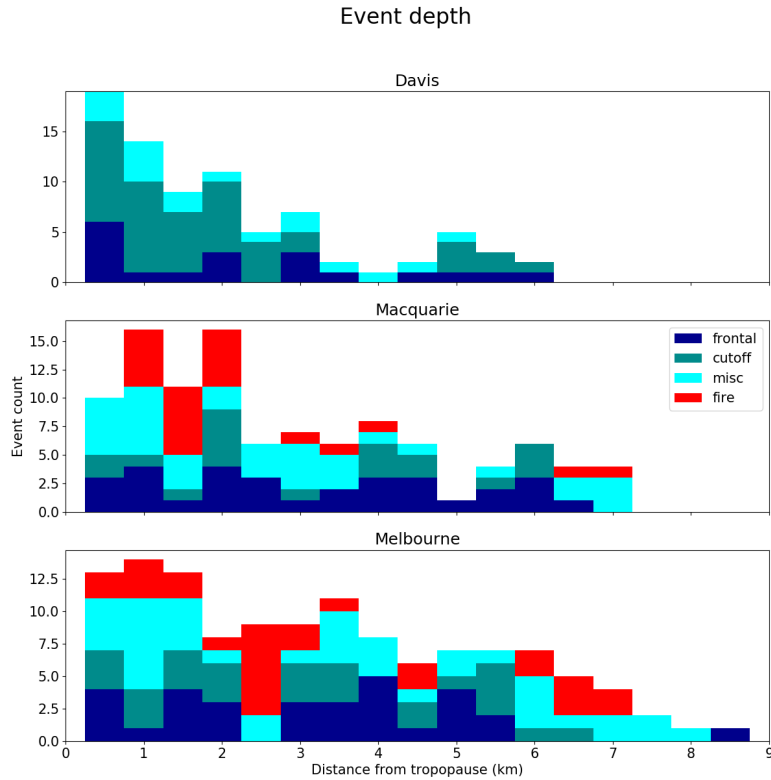 Event depth
Davis
15
10
5
0
Macquarie
15.0
12.5
10.0
7.5
5.0
2.5
0.0
frontal
cutoff
misc
fire
Event count
Melbourne
12.5
10.0
7.5
5.0
2.5
0.0
0 1 2 3 4 5 6 7 8 9
Distance from tropopause (km)